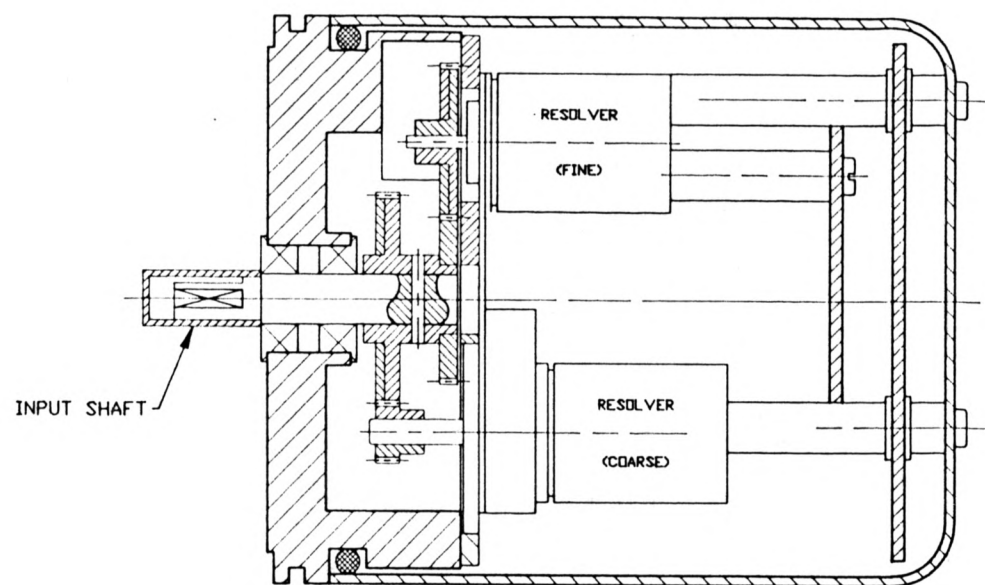 RESOLVER
(FINE)
INPUT SHAFT
RESOLVER
(COARSE)